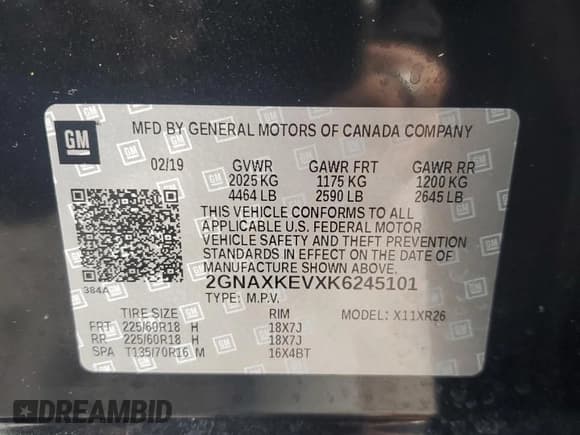 GM
MFD BY GENERAL MOTORS OF CANADA COMPANY
02/19 GVWR GAWR FRT GAWR RR
2025 KG 1175 KG 1200 KG
4464 LB 2590 LB 2645 LB
THIS VEHICLE CONFORMS TO ALL
APPLICABLE U.S. FEDERAL MOTOR
VEHICLE SAFETY AND THEFT PREVENTION
STANDARDS IN EFFECT ON THE DATE OF
MANUFACTURE SHOWN ABOVE.
384A 2GNAXKEVXK6245101
TYPE: M.P.V.
TIRE SIZE RIM MODEL: X11XR26
FRT 225/60R18 H 18X7J
RR 225/60R18 H 18X7J
SPA T135/70R16 M 16X4BT
DREAMBID